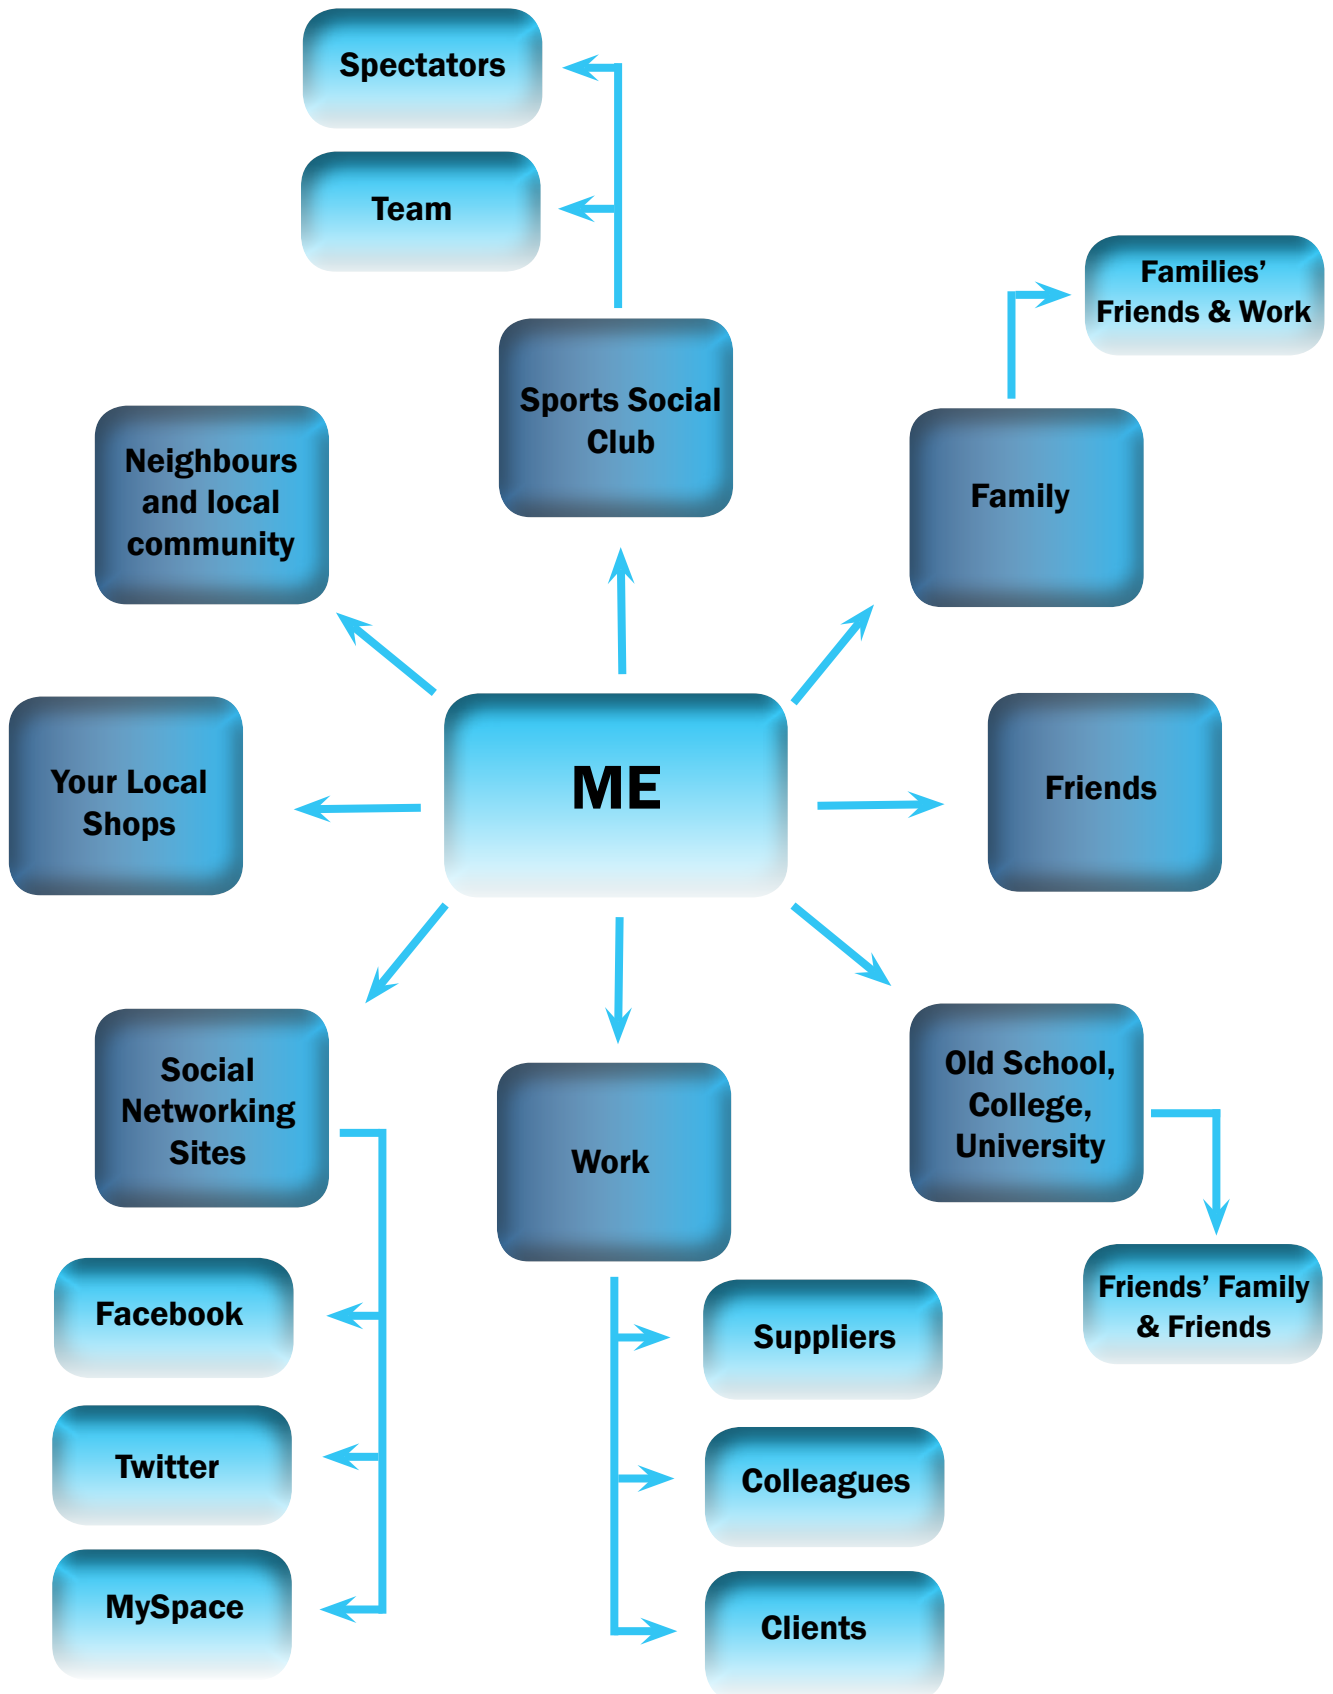 Spectators
Team
Families’
Friends & Work
Sports Social
Club
Neighbours
and local
community
Family
ME
Your Local
Shops
Friends
Social
Networking
Sites
Work
Old School,
College,
University
Facebook
Twitter
MySpace
Suppliers
Colleagues
Clients
Friends’ Family
& Friends